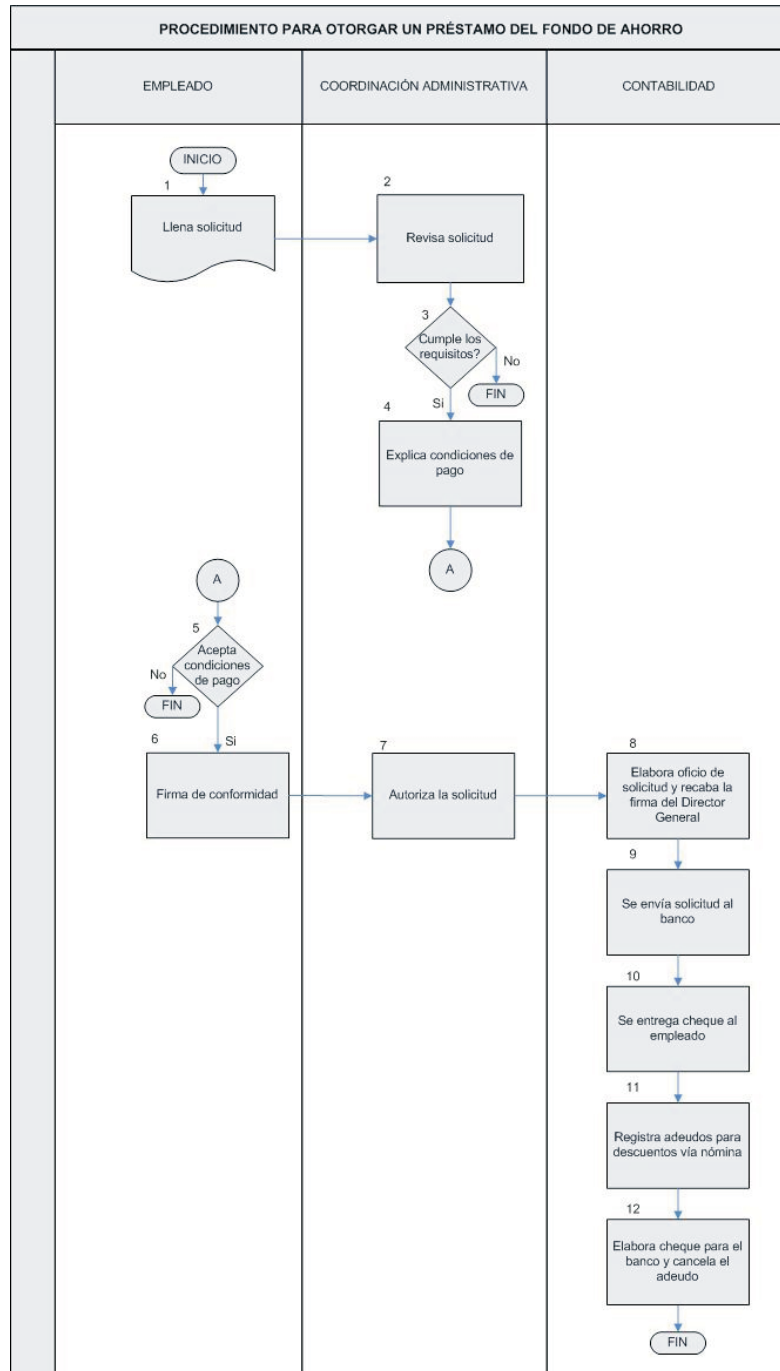 PROCEDIMIENTO PARA OTORGAR UN PRÉSTAMO DEL FONDO DE AHORRO
EMPLEADO
COORDINACIÓN ADMINISTRATIVA
CONTABILIDAD
INICIO
1
Llena solicitud
2
Revisa solicitud
3
Cumple los
requisitos?
No
FIN
Si
4
Explica condiciones de
pago
A
A
5
Acepta
condiciones
de pago
No
FIN
Si
6
Firma de conformidad
7
Autoriza la solicitud
8
Elabora oficio de
solicitud y recaba la
firma del Director
General
9
Se envía solicitud al
banco
10
Se entrega cheque al
empleado
11
Registra adeudos para
descuentos vía nómina
12
Elabora cheque para el
banco y cancela el
adeudo
FIN